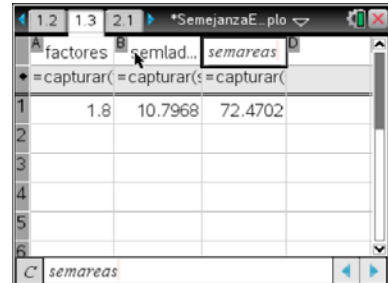 1.2 1.3 2.1 *SemejanzaE…plo
A factores B semlad… semareas D
=capturar( =capturar(s =capturar(
1 1.8 10.7968 72.4702
2
3
4
5
6
C semareas